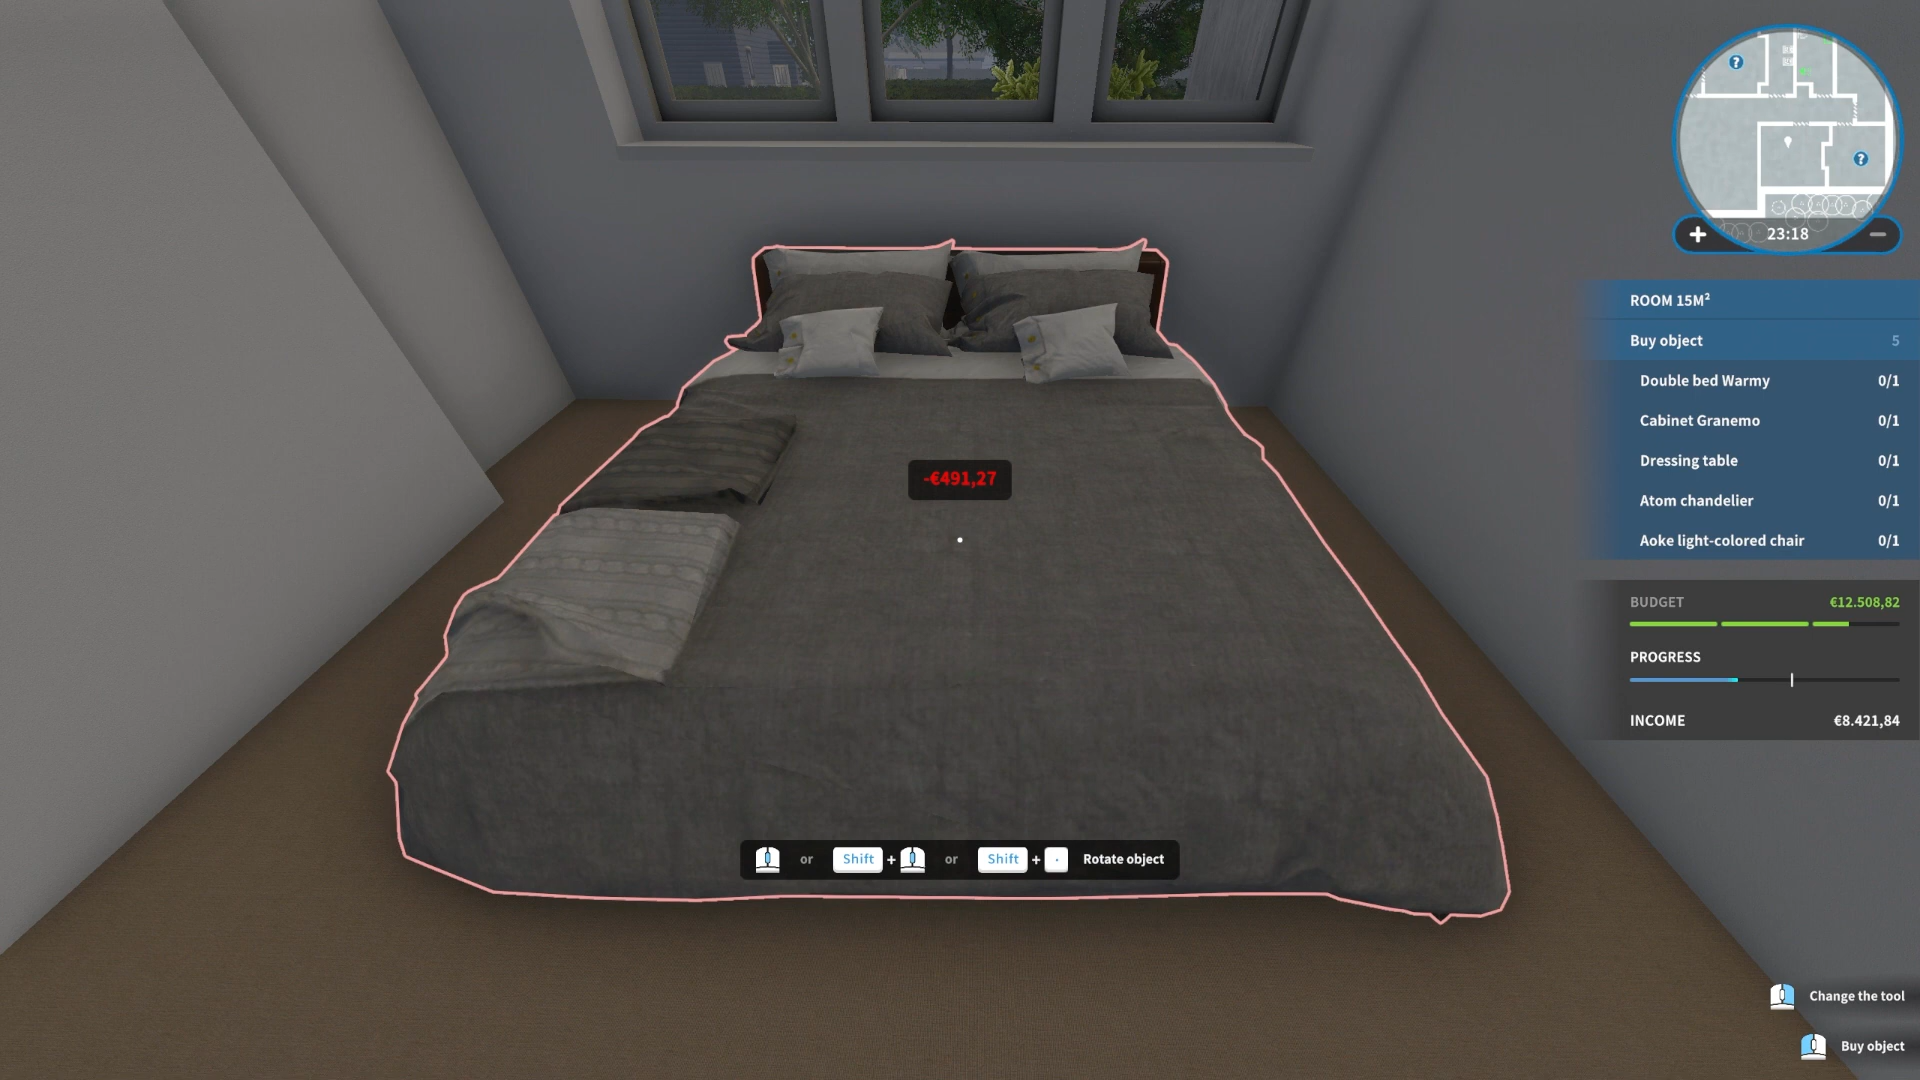 ?
?
23:18
ROOM 15M²
Buy object 5
Double bed Warmy 0/1
Cabinet Granemo 0/1
Dressing table 0/1
Atom chandelier 0/1
Aoke light-colored chair 0/1
-€491,27
BUDGET €12.508,82
PROGRESS
INCOME €8.421,84
or Shift + or Shift + . Rotate object
Change the tool
Buy object